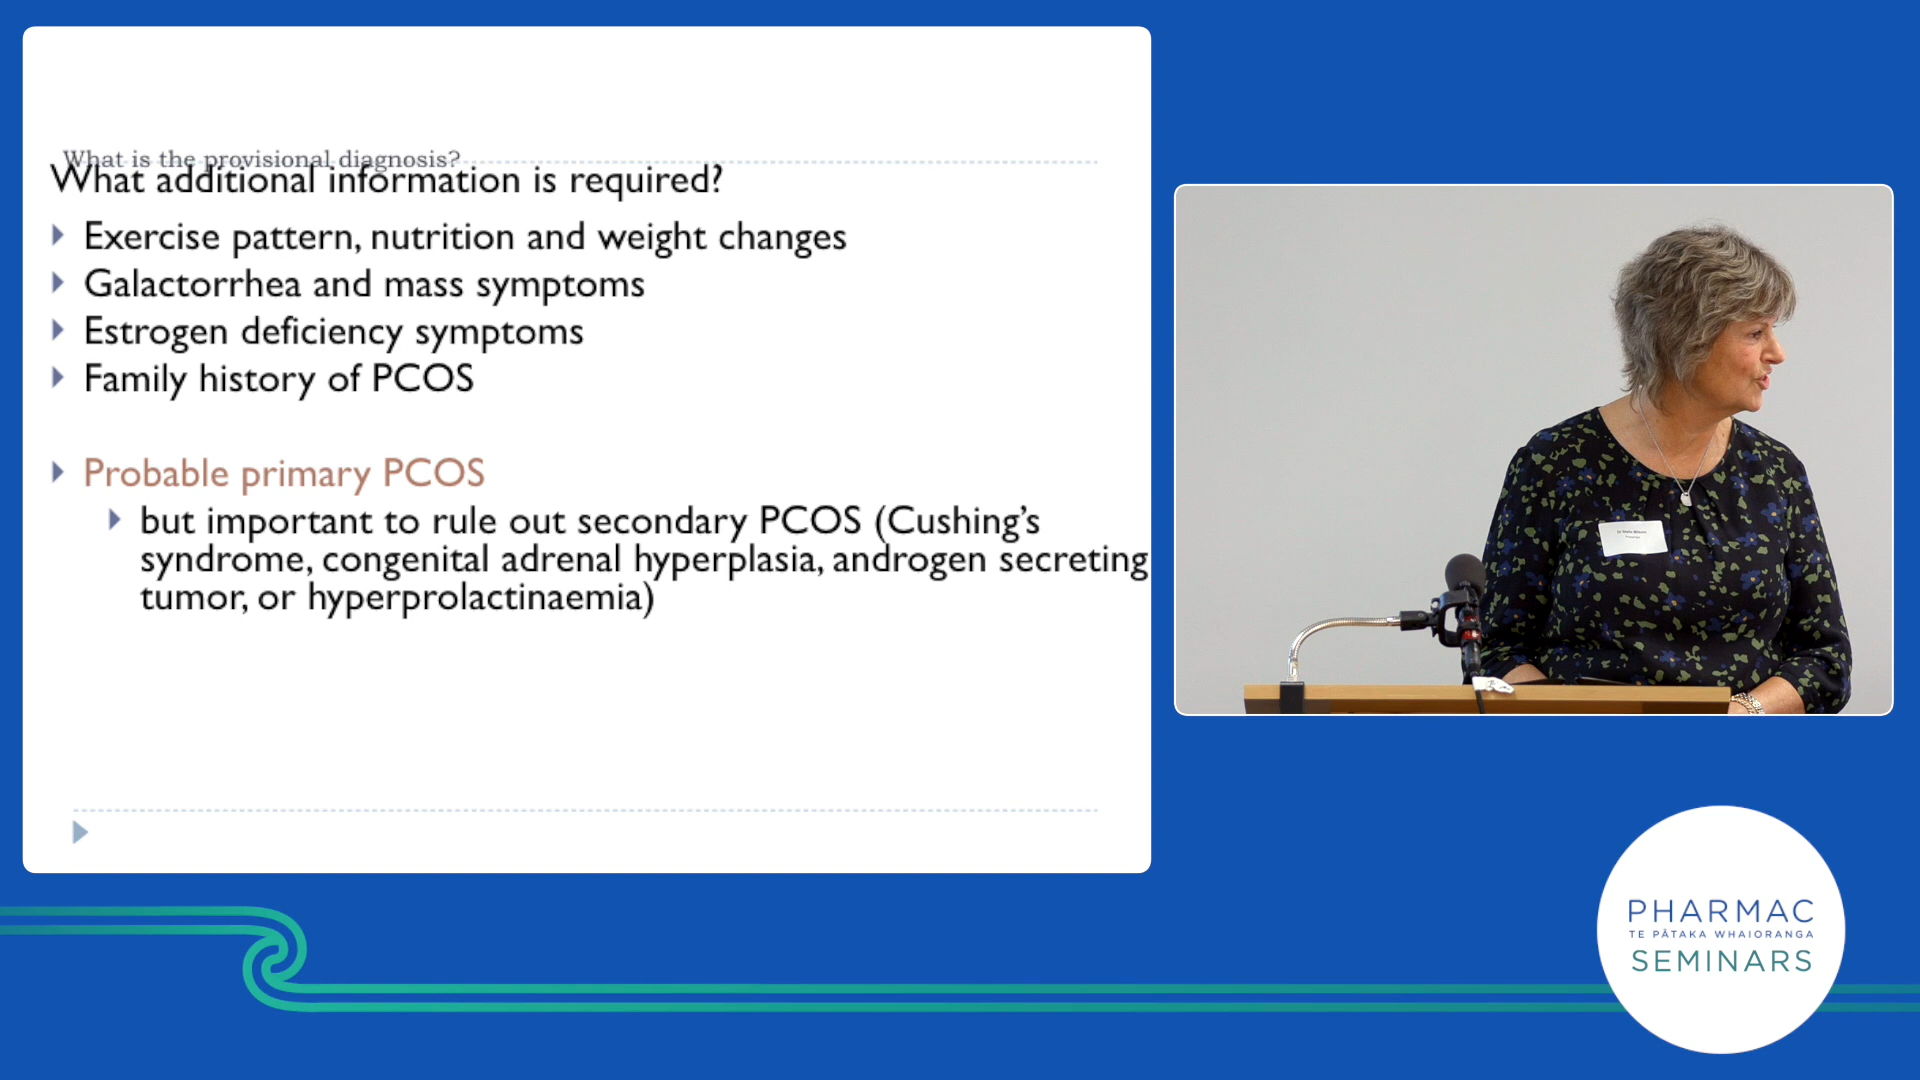 What is the provisional diagnosis?
What additional information is required?
Exercise pattern, nutrition and weight changes
Galactorrhea and mass symptoms
Estrogen deficiency symptoms
Family history of PCOS
Probable primary PCOS
but important to rule out secondary PCOS (Cushing's
syndrome, congenital adrenal hyperplasia, androgen secreting
tumor, or hyperprolactinaemia)
PHARMAC
TE PĀTAKA WHAIORANGA
SEMINARS